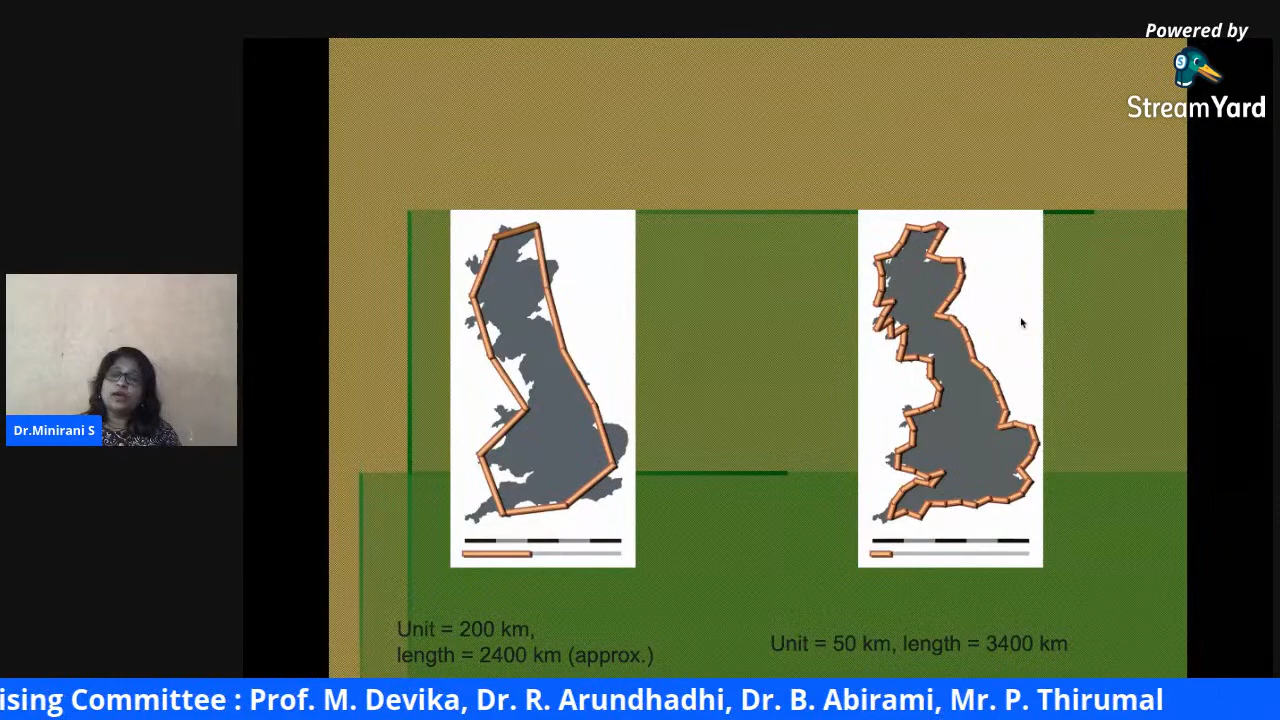 Powered by
StreamYard
Dr.Minirani S
Unit = 200 km,
length = 2400 km (approx.)
Unit = 50 km, length = 3400 km
ising Committee : Prof. M. Devika, Dr. R. Arundhadhi, Dr. B. Abirami, Mr. P. Thirumal